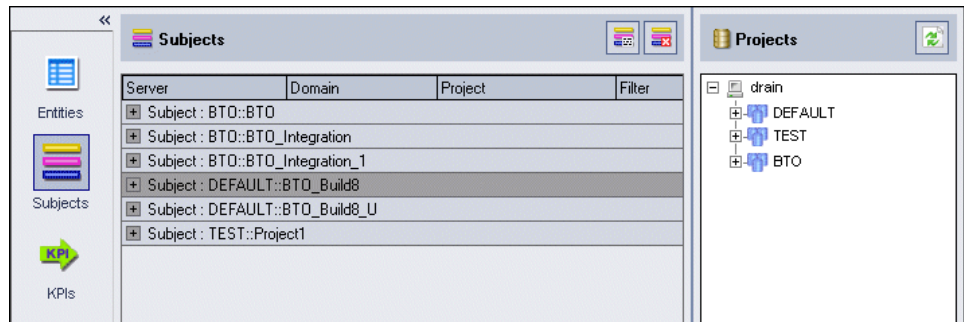 «
Subjects
Projects
Server Domain Project Filter
Entities
Subject : BTO::BTO
Subject : BTO::BTO_Integration
Subject : BTO::BTO_Integration_1
Subject : DEFAULT::BTO_Build8
Subjects
Subject : DEFAULT::BTO_Build8_U
Subject : TEST::Project1
KPI
KPIs
drain
DEFAULT
TEST
BTO